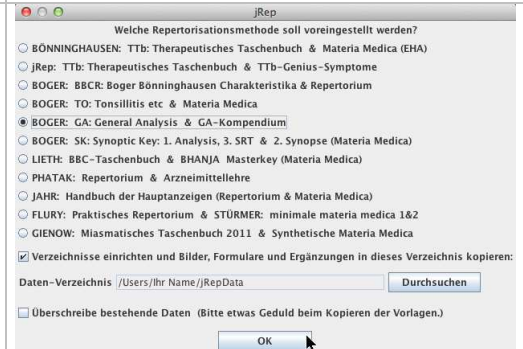 jRep
Welche Repertorisationsmethode soll voreingestellt werden?
BÖNNINGHAUSEN: TTb: Therapeutisches Taschenbuch & Materia Medica (EHA)
jRep: TTb: Therapeutisches Taschenbuch & TTb-Genius-Symptome
BOGER: BBCR: Boger Bönninghausen Charakteristika & Repertorium
BOGER: TO: Tonsillitis etc & Materia Medica
BOGER: GA: General Analysis & GA-Kompendium
BOGER: SK: Synoptic Key: 1. Analysis, 3. SRT & 2. Synopse (Materia Medica)
LIETH: BBC-Taschenbuch & BHANJA Masterkey (Materia Medica)
PHATAK: Repertorium & Arzneimittellehre
JAHR: Handbuch der Hauptanzeigen (Repertorium & Materia Medica)
FLURY: Praktisches Repertorium & STÜRMER: minimale materia medica 1&2
GIENOW: Miasmatisches Taschenbuch 2011 & Synthetische Materia Medica
Verzeichnisse einrichten und Bilder, Formulare und Ergänzungen in dieses Verzeichnis kopieren:
Daten-Verzeichnis /Users/Ihr Name/jRepData Durchsuchen
Überschreibe bestehende Daten (Bitte etwas Geduld beim Kopieren der Vorlagen.)
OK